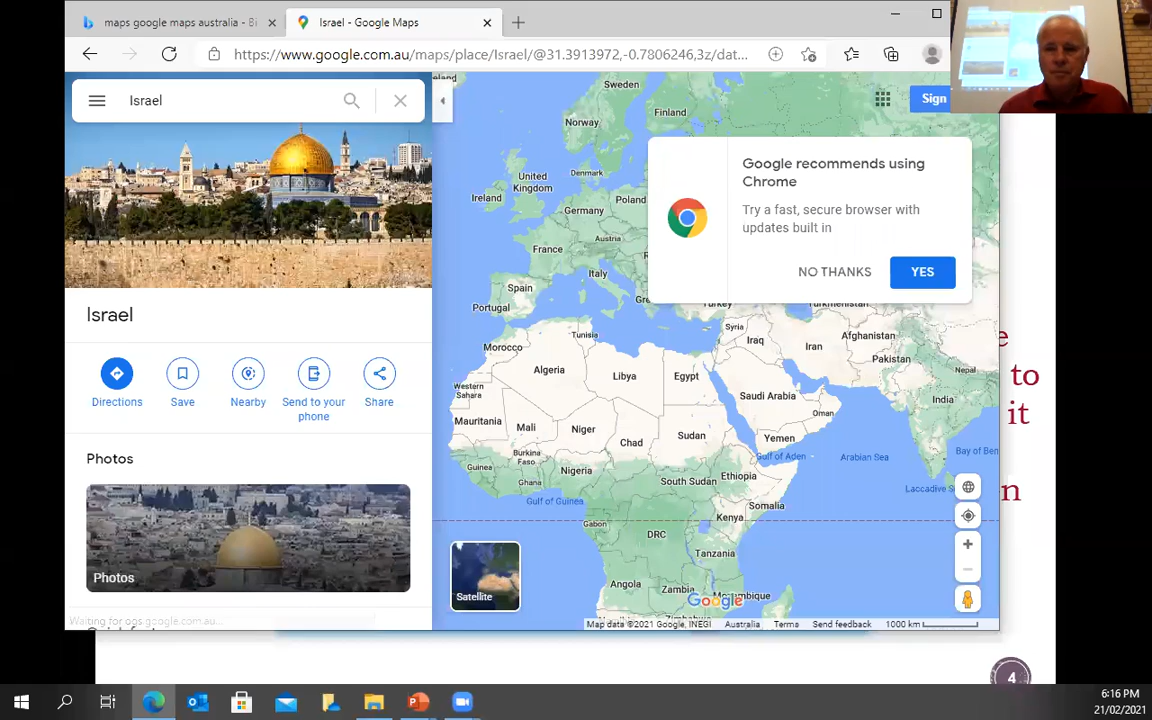 maps google maps australia - Bi
Israel - Google Maps
https://www.google.com.au/maps/place/Israel/@31.3913972,-0.7806246,3z/dat...
Israel
Sign
Google recommends using
Chrome
Try a fast, secure browser with
updates built in
NO THANKS
YES
Israel
Directions
Save
Nearby
Send to your
phone
Share
Photos
Photos
Waiting for ogs.google.com.au...
Sweden
Finland
Norway
United
Kingdom
Denmark
Ireland
Poland
Germany
Austria
France
Italy
Spain
Portugal
Turkey
Turkmenistan
Tunisia
Syria
Morocco
Iraq
Iran
Afghanistan
Pakistan
Nepal
Algeria
Libya
Egypt
Western
Sahara
Saudi Arabia
Oman
India
Mauritania
Mali
Niger
Chad
Sudan
Yemen
Gulf of Aden
Arabian Sea
Bay of Ben
Burkina
Faso
Guinea
Ghana
Nigeria
South Sudan
Ethiopia
Laccadive S
Gulf of Guinea
Somalia
Gabon
Kenya
DRC
Tanzania
Angola
Zambia
Mozambique
Satellite
Google
Map data ©2021 Google, INEGI
Australia
Terms
Send feedback
1000 km
e
to
it
n
4
6:16 PM
21/02/2021